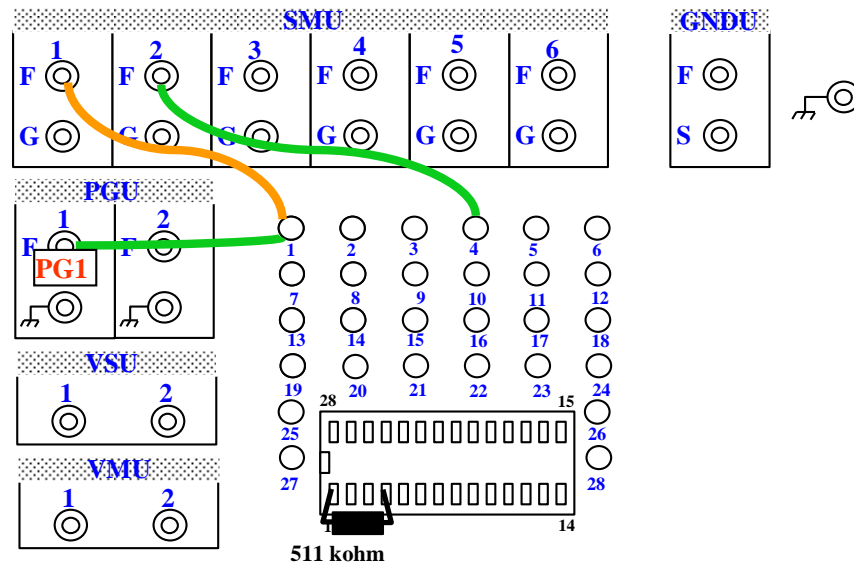 SMU GNDU
1 2 3 4 5 6
F F F F F F F
G G G G G G S
PGU
1 2
F F
PG1
1 2 3 4 5 6
7 8 9 10 11 12
13 14 15 16 17 18
VSU
1 2
19 20 21 22 23 24
28 15
25 26
27 28
VMU
1 2
1 14
511 kohm